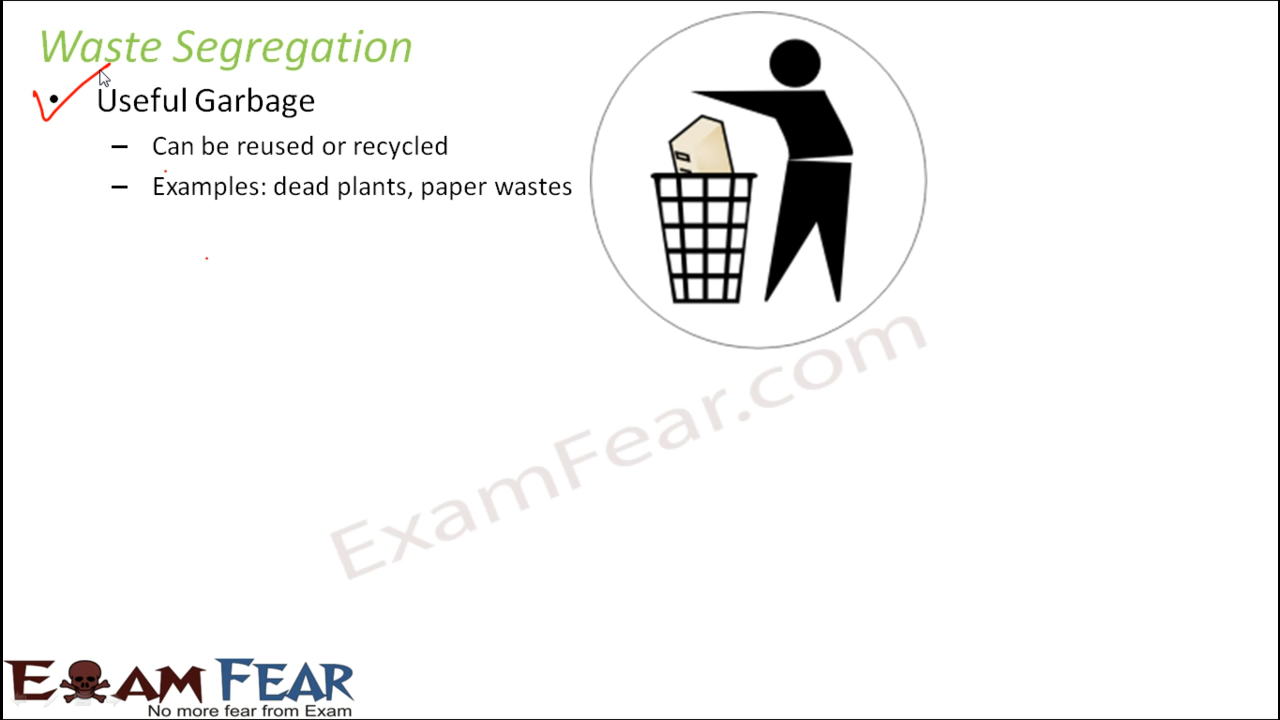 Waste Segregation
• Useful Garbage
– Can be reused or recycled
– Examples: dead plants, paper wastes
ExamFear.com
EXAM FEAR
No more fear from Exam